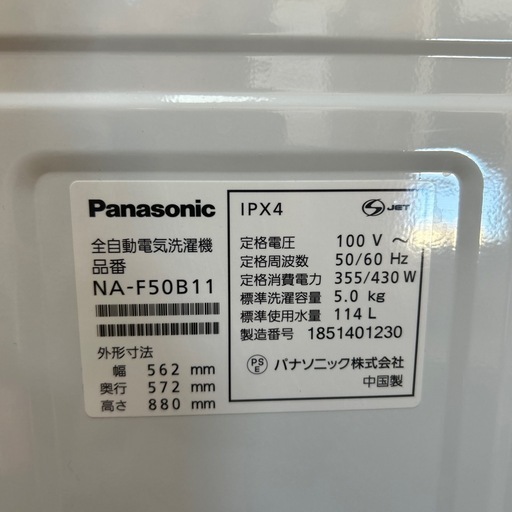 Panasonic
全自動電気洗濯機
品番
NA-F50B11
外形寸法
幅 562 mm
奥行 572 mm
高さ 880 mm
IPX4
S JET
定格電圧 100 V ～
定格周波数 50/60 Hz
定格消費電力 355/430 W
標準洗濯容量 5.0 kg
標準使用水量 114 L
製造番号 1851401230
PSE パナソニック株式会社
中国製